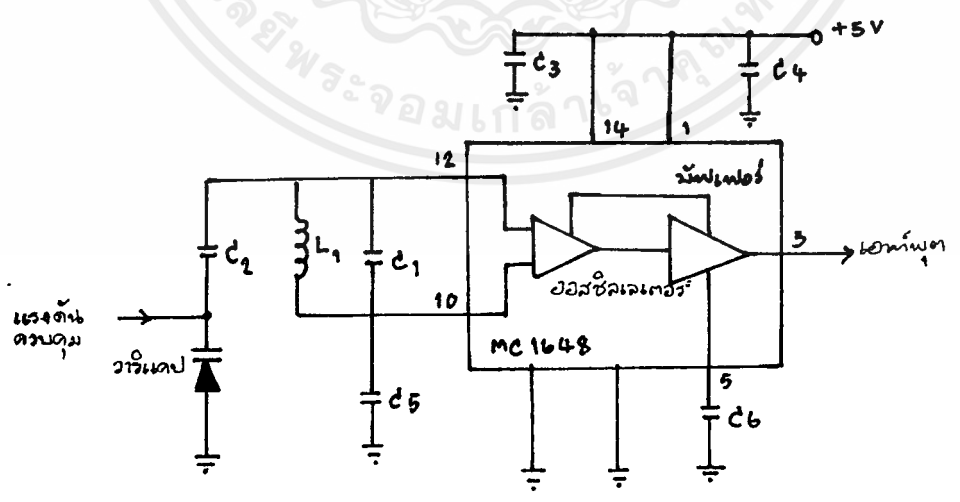 +5V
C3
C4
14
1
12
บัฟเฟอร์
C2
L1
C1
3
เอาท์พุต
ออสซิลเลเตอร์
10
แรงดัน
ควบคุม
MC1648
วาริแคป
5
C5
C6